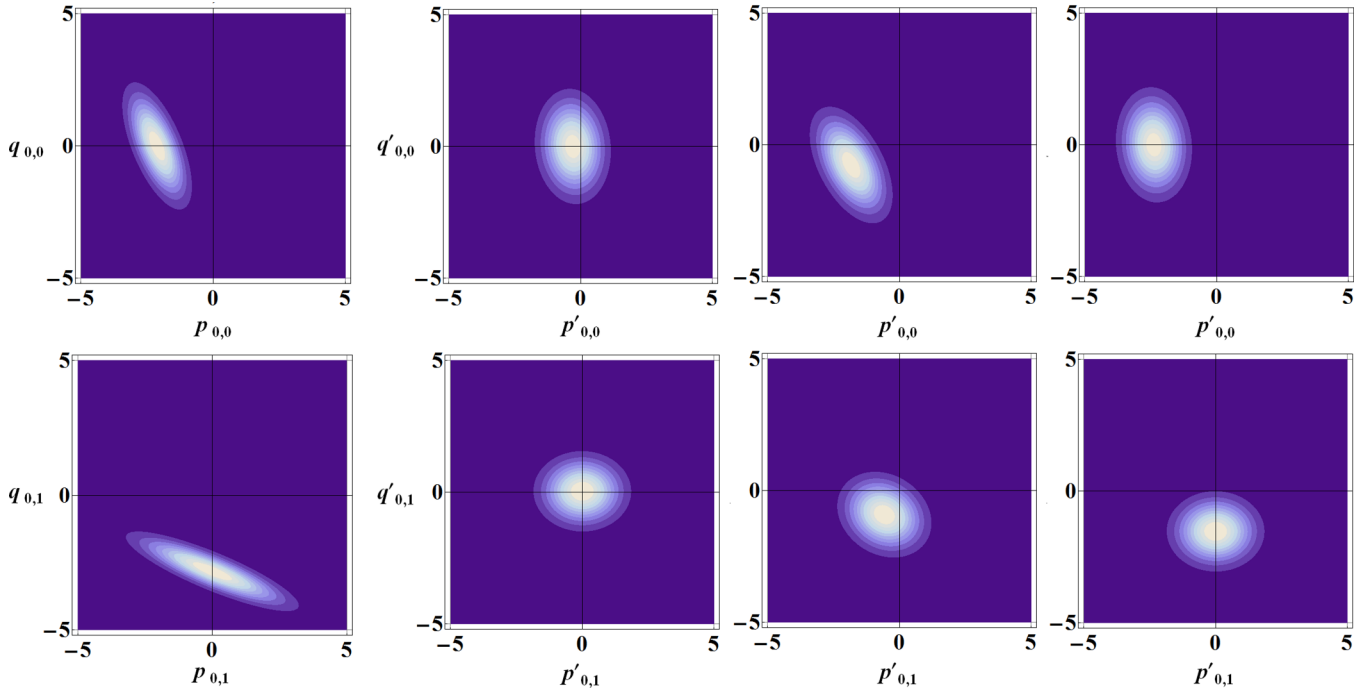 5 5 5 5
q 0,0 0 q′ 0,0 0 0 0
−5 −5 −5 −5
−5 0 5 −5 0 5 −5 0 5 −5 0 5
p 0,0 p′ 0,0 p′ 0,0 p′ 0,0
5 5 5 5
q 0,1 0 q′ 0,1 0 0 0
−5 −5 −5 −5
−5 0 5 −5 0 5 −5 0 5 −5 0 5
p 0,1 p′ 0,1 p′ 0,1 p′ 0,1